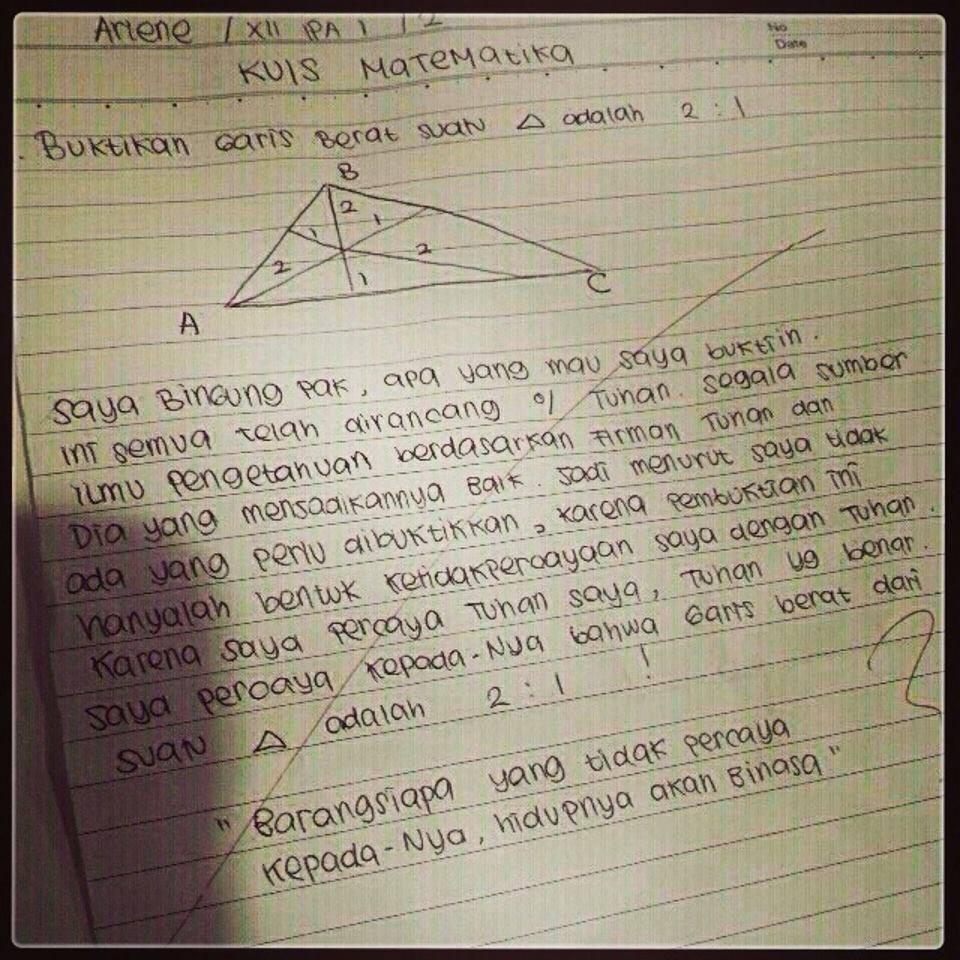 Arlene / XII IPA 1 / 2
No
Date
KUIS MATEMATIKA
. BUKTIKAN GARIS BERAT SUAtu △ adalah 2 : 1
B
2 1
1
2 2
1
C
A
saya BINGUNG PAK, apa yang mau saya buktiin.
INI semua telah dirancang o/ Tuhan. segala sumber
ILMU pengetahuan berdasarkan FIRMAN Tuhan dan
DIa yang menjadikannya BaIK. Jadi menurut saya tidak
ada yang perlu dibuktikkan, karena pembuktian ini
hanyalah bentuk ketidakpercayaan saya dengan Tuhan.
karena saya percaya Tuhan saya, Tuhan yg benar.
saya percaya kepada-Nya bahwa Garis berat dari
suatu △ adalah 2 : 1 !
"Barangsiapa yang tidak percaya
kepada-Nya, hidupnya akan Binasa"